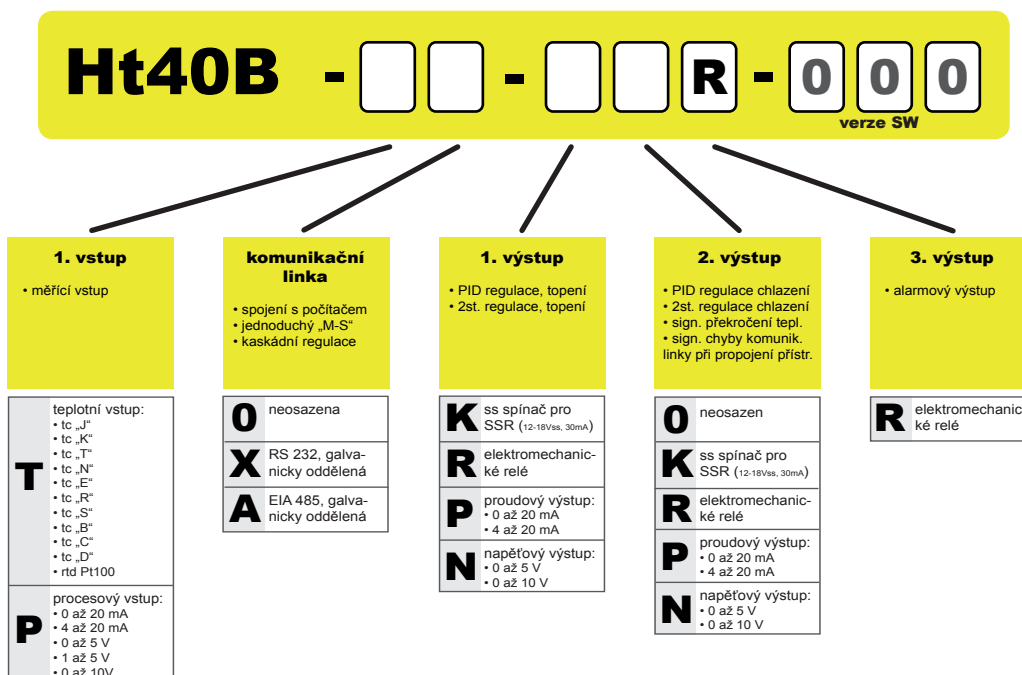 Ht40B - - R - 0 0 0
verze SW
1. vstup
• měřící vstup
T
teplotní vstup:
• tc „J“
• tc „K“
• tc „T“
• tc „N“
• tc „E“
• tc „R“
• tc „S“
• tc „B“
• tc „C“
• tc „D“
• rtd Pt100
P
procesový vstup:
• 0 až 20 mA
• 4 až 20 mA
• 0 až 5 V
• 1 až 5 V
• 0 až 10V
komunikační
linka
• spojení s počítačem
• jednoduchý „M-S“
• kaskádní regulace
0 neosazena
X RS 232, galva-
nicky oddělená
A EIA 485, galva-
nicky oddělená
1. výstup
• PID regulace, topení
• 2st. regulace, topení
K ss spínač pro
SSR (12-18Vss, 30mA)
R elektromechanic-
ké relé
P proudový výstup:
• 0 až 20 mA
• 4 až 20 mA
N napěťový výstup:
• 0 až 5 V
• 0 až 10 V
2. výstup
• PID regulace chlazení
• 2st. regulace chlazení
• sign. překročení tepl.
• sign. chyby komunik.
linky při propojení přístr.
0 neosazen
K ss spínač pro
SSR (12-18Vss, 30mA)
R elektromechanic-
ké relé
P proudový výstup:
• 0 až 20 mA
• 4 až 20 mA
N napěťový výstup:
• 0 až 5 V
• 0 až 10 V
3. výstup
• alarmový výstup
R elektromechanic
ké relé